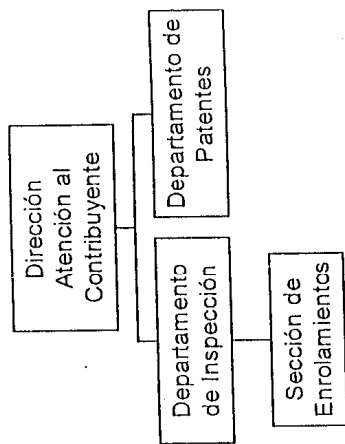 Dirección
Atención al
Contribuyente
Departamento
de Inspección
Departamento de
Patentes
Sección de
Enrolamientos